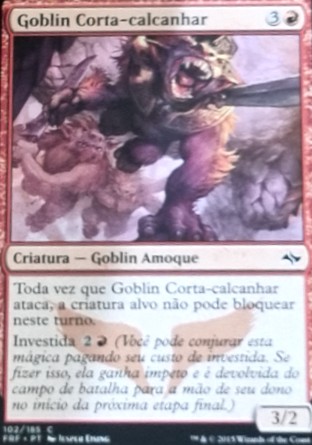 Goblin Corta-calcanhar 3
Criatura — Goblin Amoque
Toda vez que Goblin Corta-calcanhar
ataca, a criatura alvo não pode bloquear
neste turno.
Investida 2 (Você pode conjurar esta
mágica pagando seu custo de investida. Se
fizer isso, ela ganha ímpeto e é devolvida do
campo de batalha para a mão de seu dono
no início da próxima etapa final.)
3/2
102/185 C
FRF • PT Jesper Ejsing
™ & © 2015 Wizards of the Coast